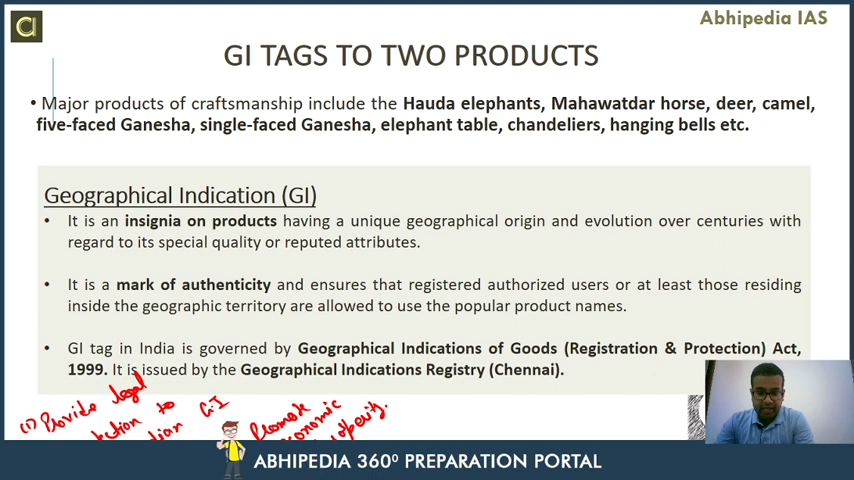 Abhipedia IAS
GI TAGS TO TWO PRODUCTS
• Major products of craftsmanship include the Hauda elephants, Mahawatdar horse, deer, camel,
five-faced Ganesha, single-faced Ganesha, elephant table, chandeliers, hanging bells etc.
Geographical Indication (GI)
• It is an insignia on products having a unique geographical origin and evolution over centuries with
regard to its special quality or reputed attributes.
• It is a mark of authenticity and ensures that registered authorized users or at least those residing
inside the geographic territory are allowed to use the popular product names.
• GI tag in India is governed by Geographical Indications of Goods (Registration & Protection) Act,
1999. It is issued by the Geographical Indications Registry (Chennai).
(1) Provide legal
to
G.I
Promote
economic
ABHIPEDIA 360⁰ PREPARATION PORTAL